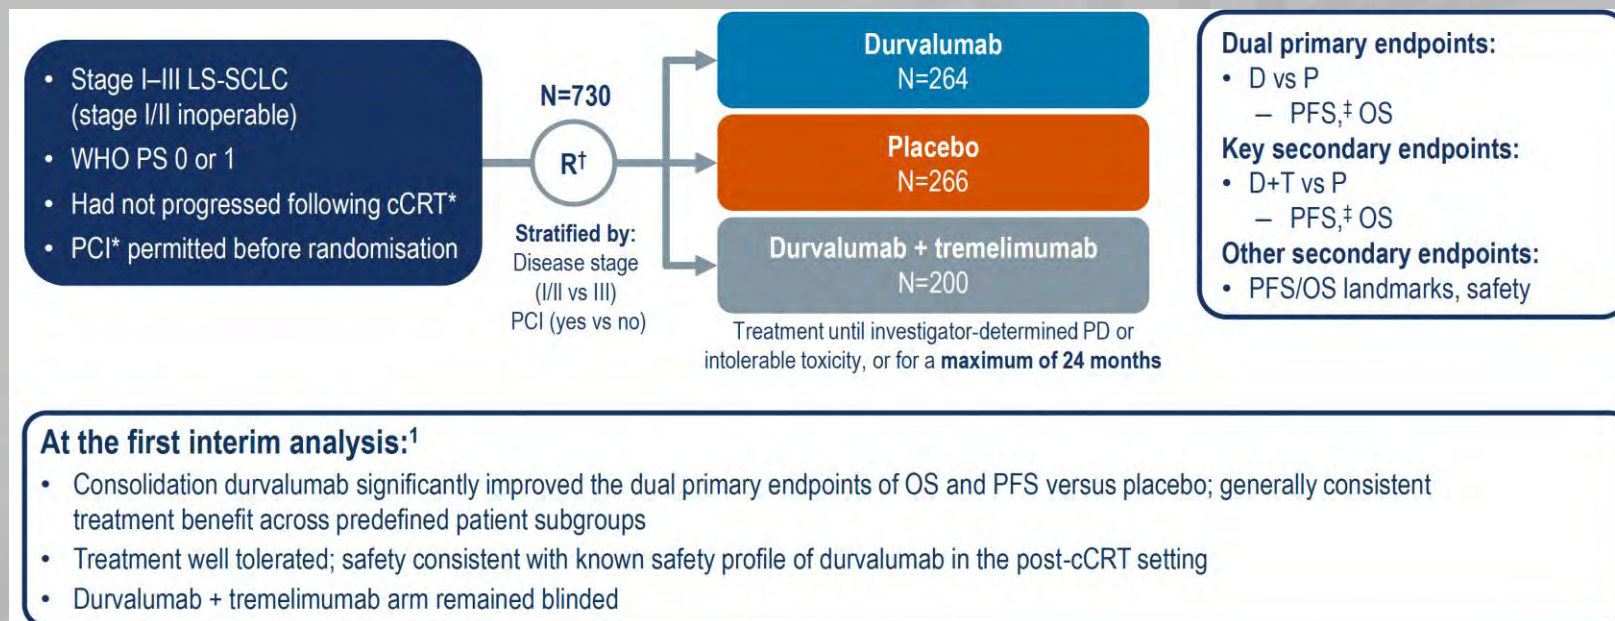 • Stage I–III LS-SCLC
(stage I/II inoperable)
• WHO PS 0 or 1
• Had not progressed following cCRT*
• PCI* permitted before randomisation
N=730
R†
Stratified by:
Disease stage
(I/II vs III)
PCI (yes vs no)
Durvalumab
N=264
Placebo
N=266
Durvalumab + tremelimumab
N=200
Treatment until investigator-determined PD or
intolerable toxicity, or for a maximum of 24 months
Dual primary endpoints:
• D vs P
– PFS,‡ OS
Key secondary endpoints:
• D+T vs P
– PFS,‡ OS
Other secondary endpoints:
• PFS/OS landmarks, safety
At the first interim analysis:1
• Consolidation durvalumab significantly improved the dual primary endpoints of OS and PFS versus placebo; generally consistent
treatment benefit across predefined patient subgroups
• Treatment well tolerated; safety consistent with known safety profile of durvalumab in the post-cCRT setting
• Durvalumab + tremelimumab arm remained blinded